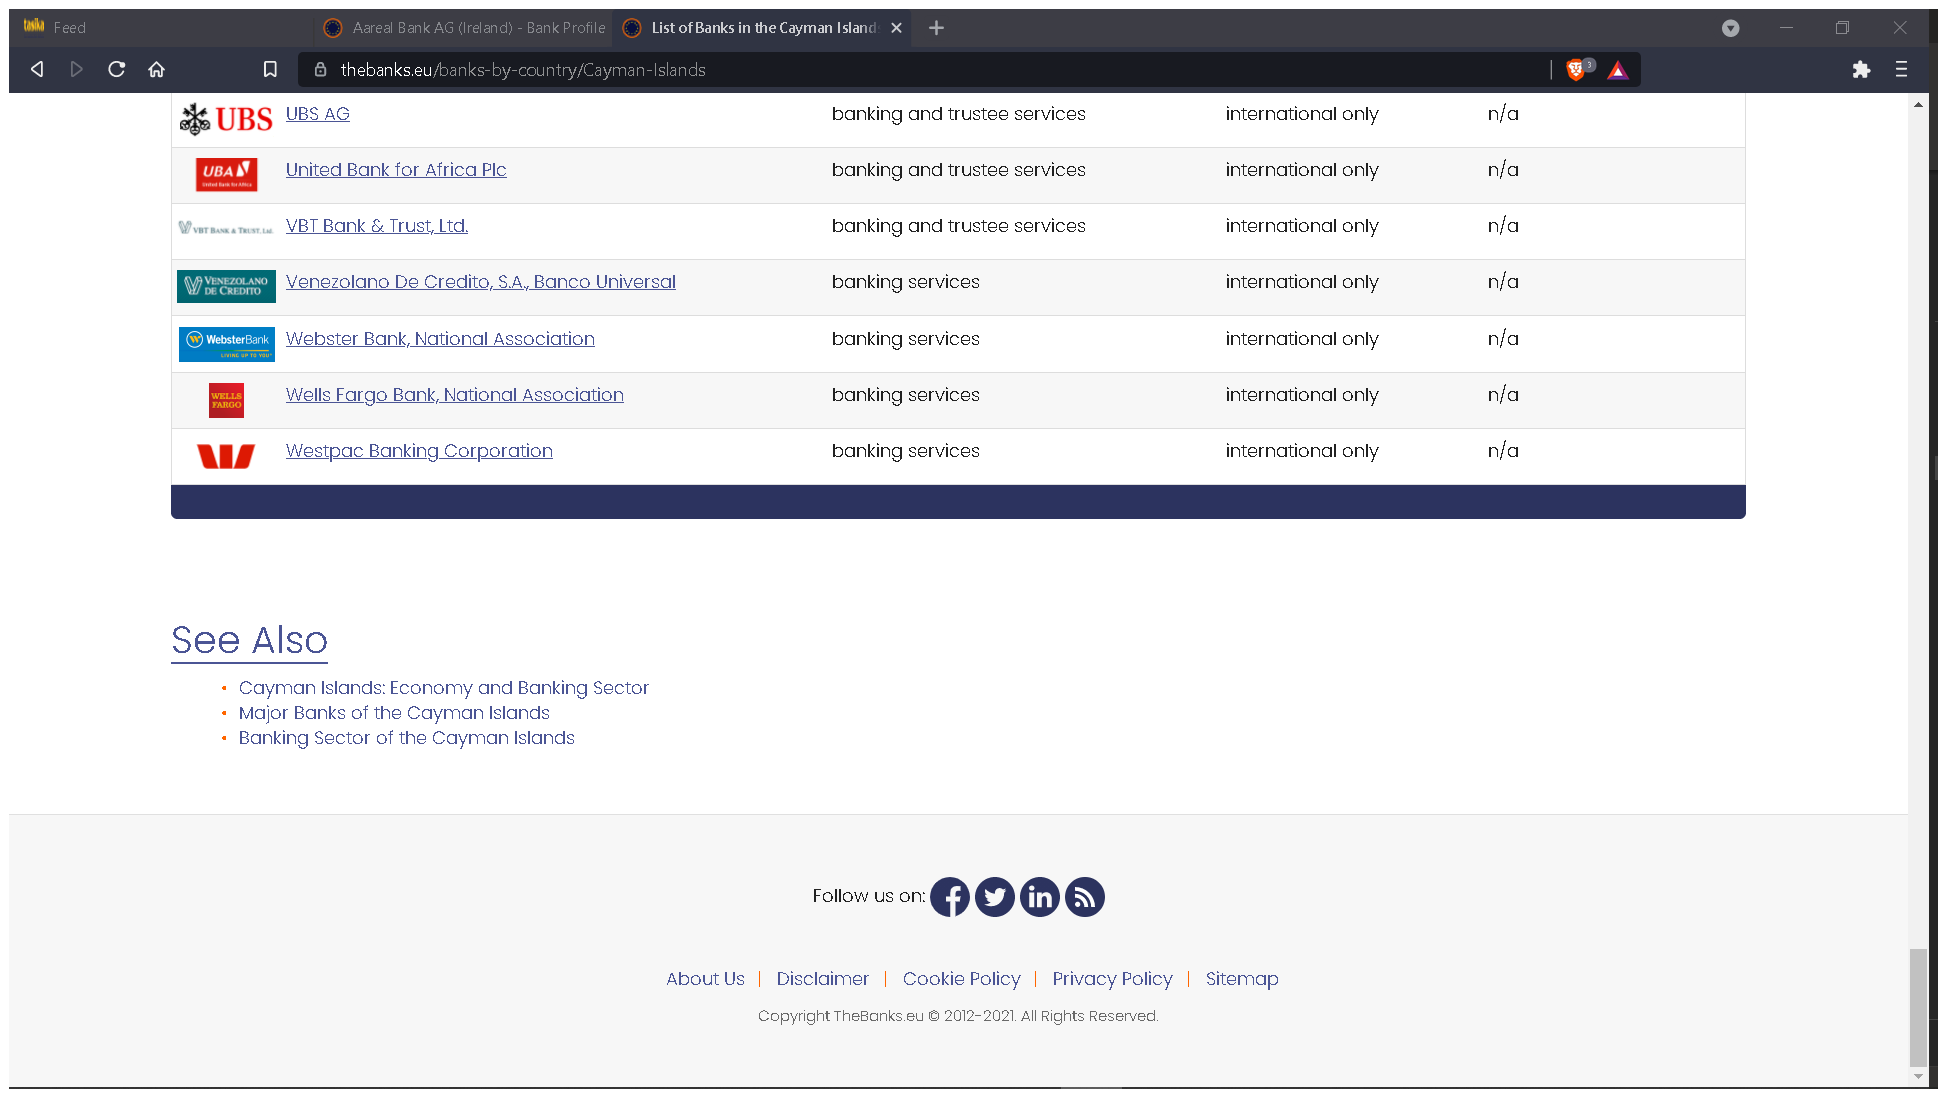 tasika Feed Aareal Bank AG (Ireland) - Bank Profile List of Banks in the Cayman Island
thebanks.eu/banks-by-country/Cayman-Islands 3
UBS UBS AG banking and trustee services international only n/a
UBA United Bank for Africa United Bank for Africa Plc banking and trustee services international only n/a
VBT BANK & TRUST, Ltd. VBT Bank & Trust, Ltd. banking and trustee services international only n/a
VENEZOLANO DE CREDITO Venezolano De Credito, S.A., Banco Universal banking services international only n/a
WebsterBank LIVING UP TO YOU Webster Bank, National Association banking services international only n/a
WELLS FARGO Wells Fargo Bank, National Association banking services international only n/a
Westpac Banking Corporation banking services international only n/a
See Also
• Cayman Islands: Economy and Banking Sector
• Major Banks of the Cayman Islands
• Banking Sector of the Cayman Islands
Follow us on:
About Us | Disclaimer | Cookie Policy | Privacy Policy | Sitemap
Copyright TheBanks.eu © 2012-2021. All Rights Reserved.